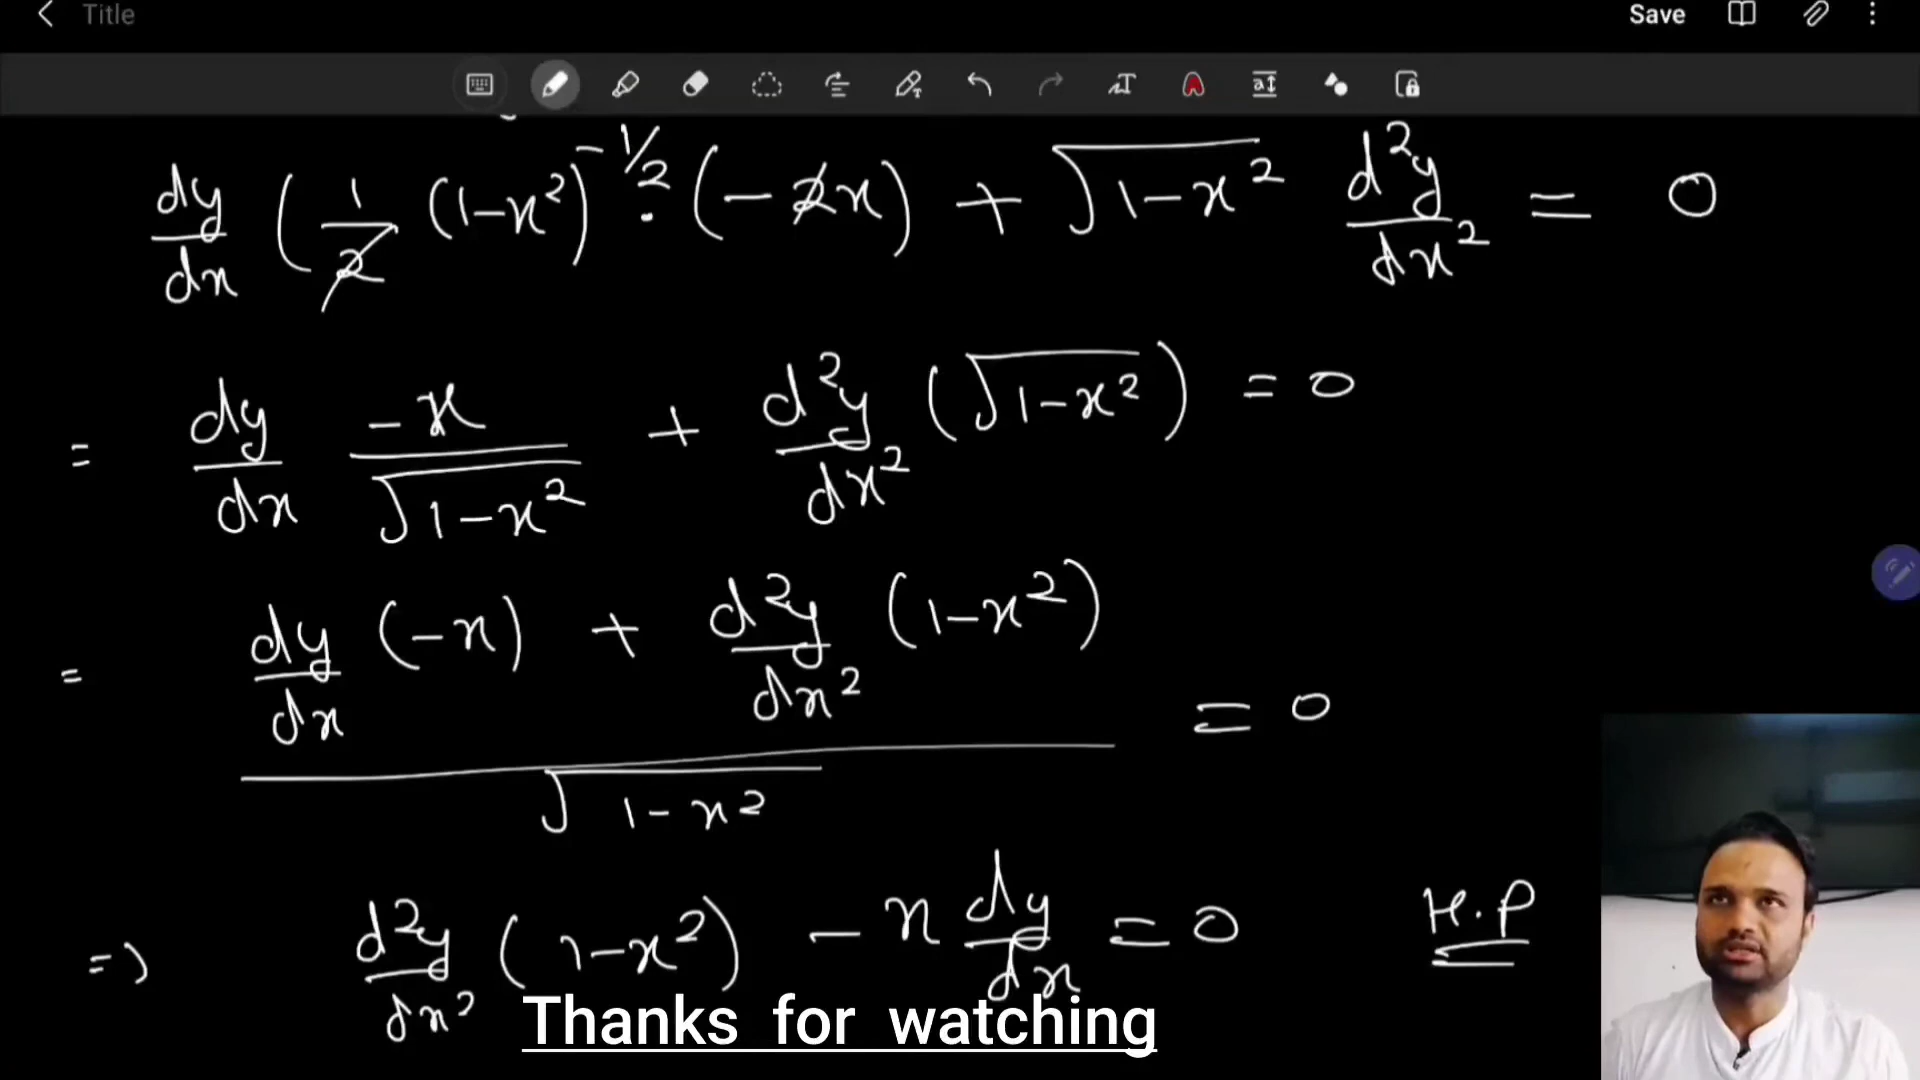 Title Save
dy/dx (1/2 (1-x²)^-1/2 · (-2x) + √1-x² d²y/dx² = 0
= dy/dx -x/√1-x² + d²y/dx² (√1-x²) = 0
= dy/dx (-x) + d²y/dx² (1-x²) / √1-x² = 0
=> d²y/dx² (1-x²) - x dy/dx = 0 H.P
Thanks for watching